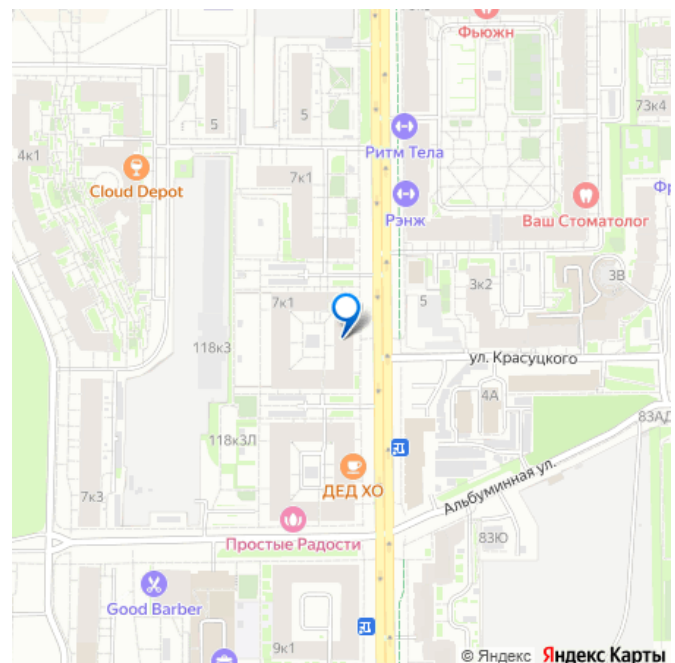 Фьюжн
73к4
5
5
4к1
Ритм Тела
Cloud Depot
7к1
Рэнж
Ваш Стоматолог
3В
3к2
7к1
5
118к3
ул. Красуцкого
4А
83АД
118к3Л
ДЕД ХО
Альбуминная ул.
7к3
Простые Радости
83Ю
Good Barber
9к1
© Яндекс Яндекс Карты